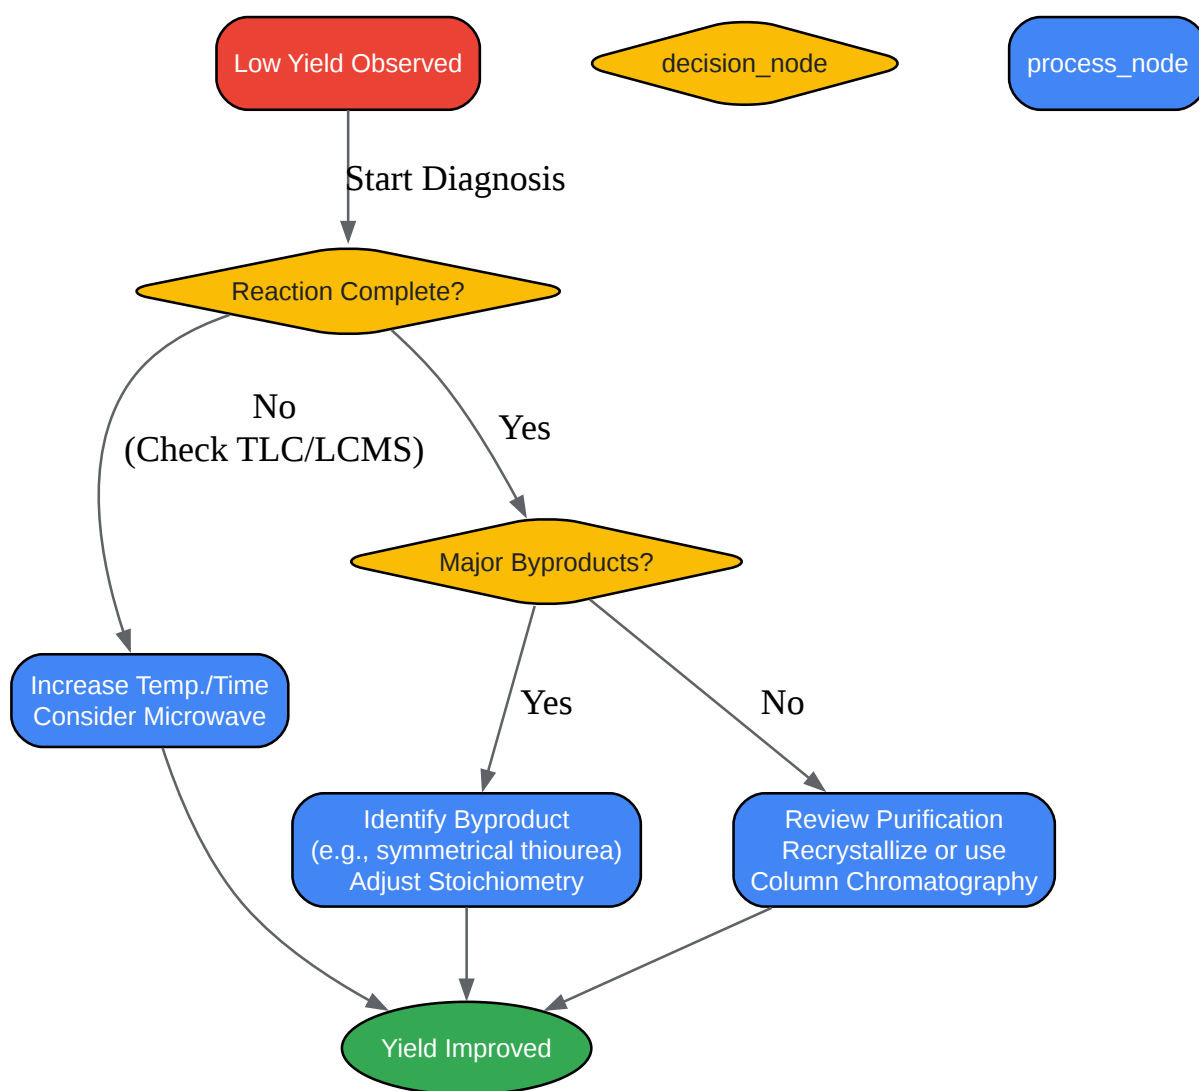 Low Yield Observed
decision_node
process_node
Start Diagnosis
Reaction Complete?
No
(Check TLC/LCMS)
Yes
Major Byproducts?
Increase Temp./Time
Consider Microwave
Yes
No
Identify Byproduct
(e.g., symmetrical thiourea)
Adjust Stoichiometry
Review Purification
Recrystallize or use
Column Chromatography
Yield Improved